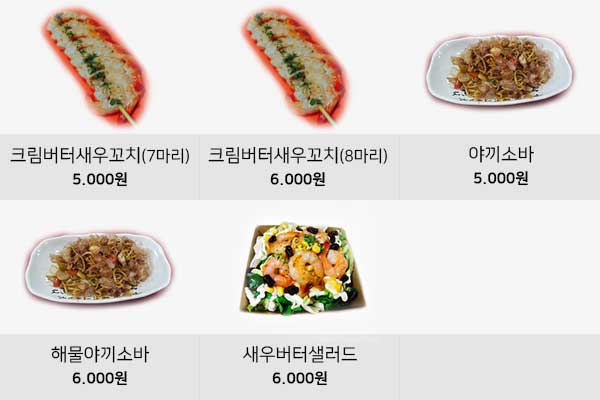 크림버터새우꼬치(7마리)
5.000원
크림버터새우꼬치(8마리)
6.000원
야끼소바
5.000원
해물야끼소바
6.000원
새우버터샐러드
6.000원